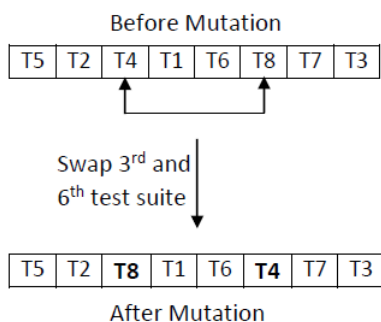 Before Mutation
T5 T2 T4 T1 T6 T8 T7 T3
Swap 3rd and
6th test suite
T5 T2 T8 T1 T6 T4 T7 T3
After Mutation